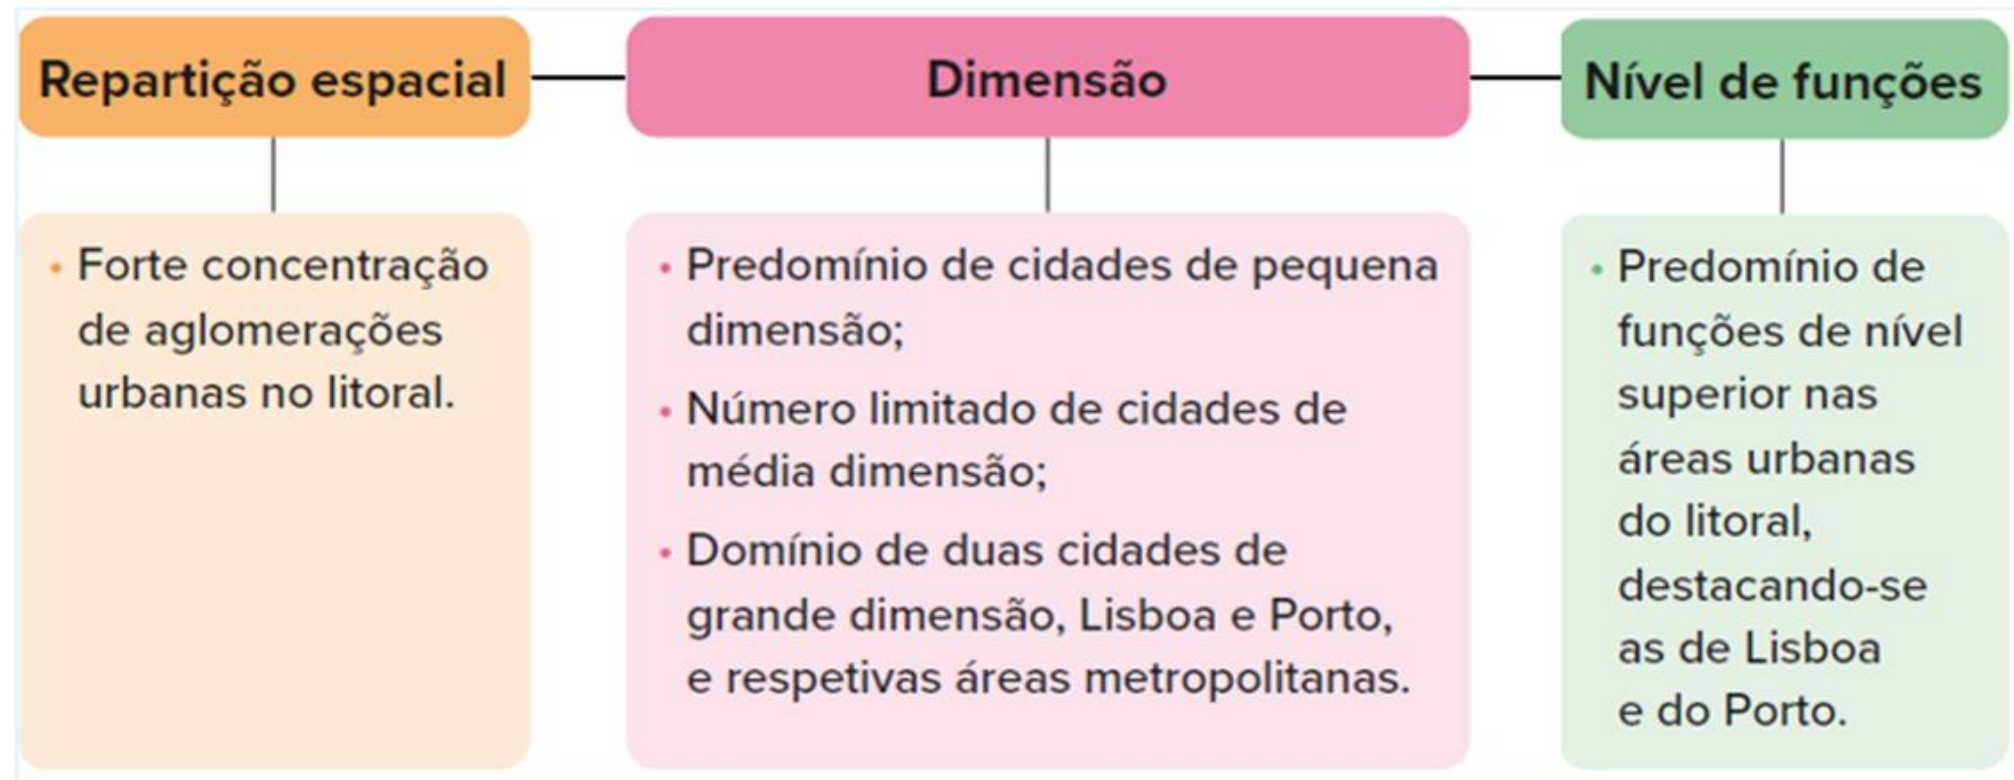 Repartição espacial
Dimensão
Nível de funções
• Forte concentração
de aglomerações
urbanas no litoral.
• Predomínio de cidades de pequena
dimensão;
• Número limitado de cidades de
média dimensão;
• Domínio de duas cidades de
grande dimensão, Lisboa e Porto,
e respetivas áreas metropolitanas.
• Predomínio de
funções de nível
superior nas
áreas urbanas
do litoral,
destacando-se
as de Lisboa
e do Porto.